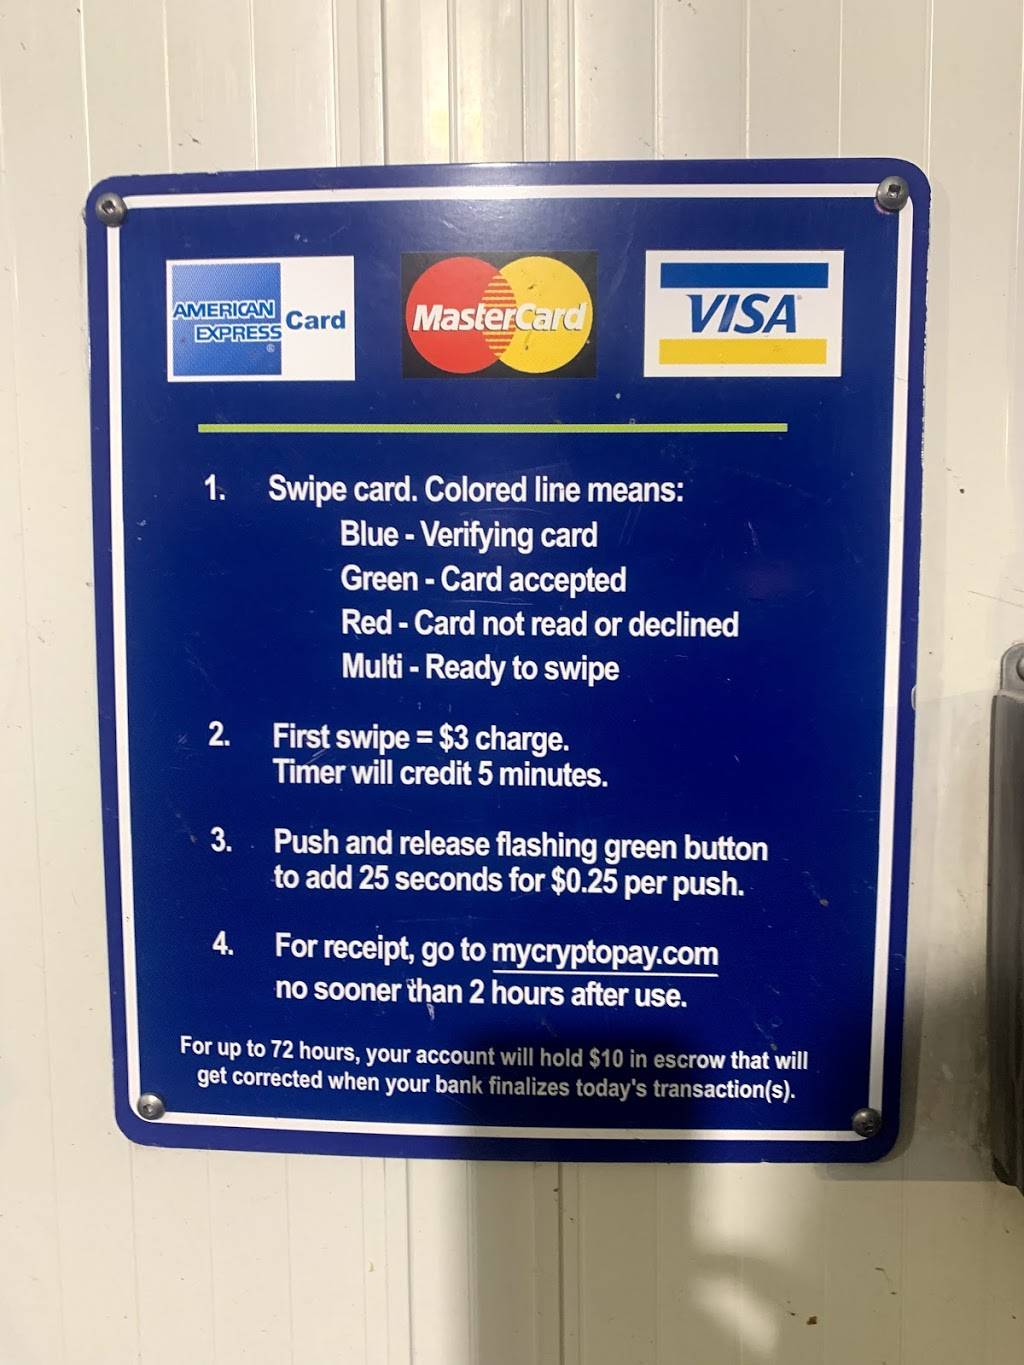 AMERICAN EXPRESS Card
MasterCard
VISA
1. Swipe card. Colored line means:
Blue - Verifying card
Green - Card accepted
Red - Card not read or declined
Multi - Ready to swipe
2. First swipe = $3 charge.
Timer will credit 5 minutes.
3. Push and release flashing green button
to add 25 seconds for $0.25 per push.
4. For receipt, go to mycryptopay.com
no sooner than 2 hours after use.
For up to 72 hours, your account will hold $10 in escrow that will
get corrected when your bank finalizes today's transaction(s).